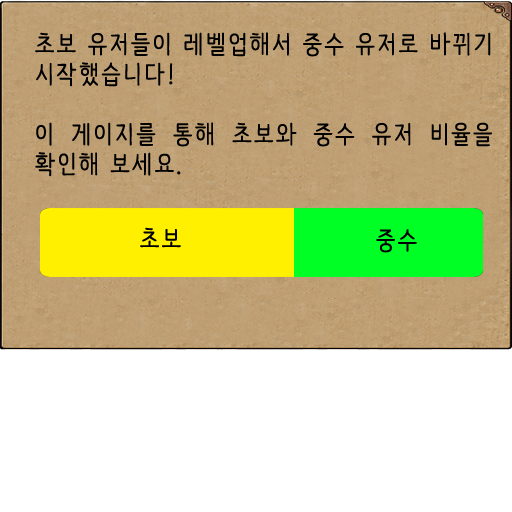 초보 유저들이 레벨업해서 중수 유저로 바뀌기
시작했습니다!
이 게이지를 통해 초보와 중수 유저 비율을
확인해 보세요.
초보 중수